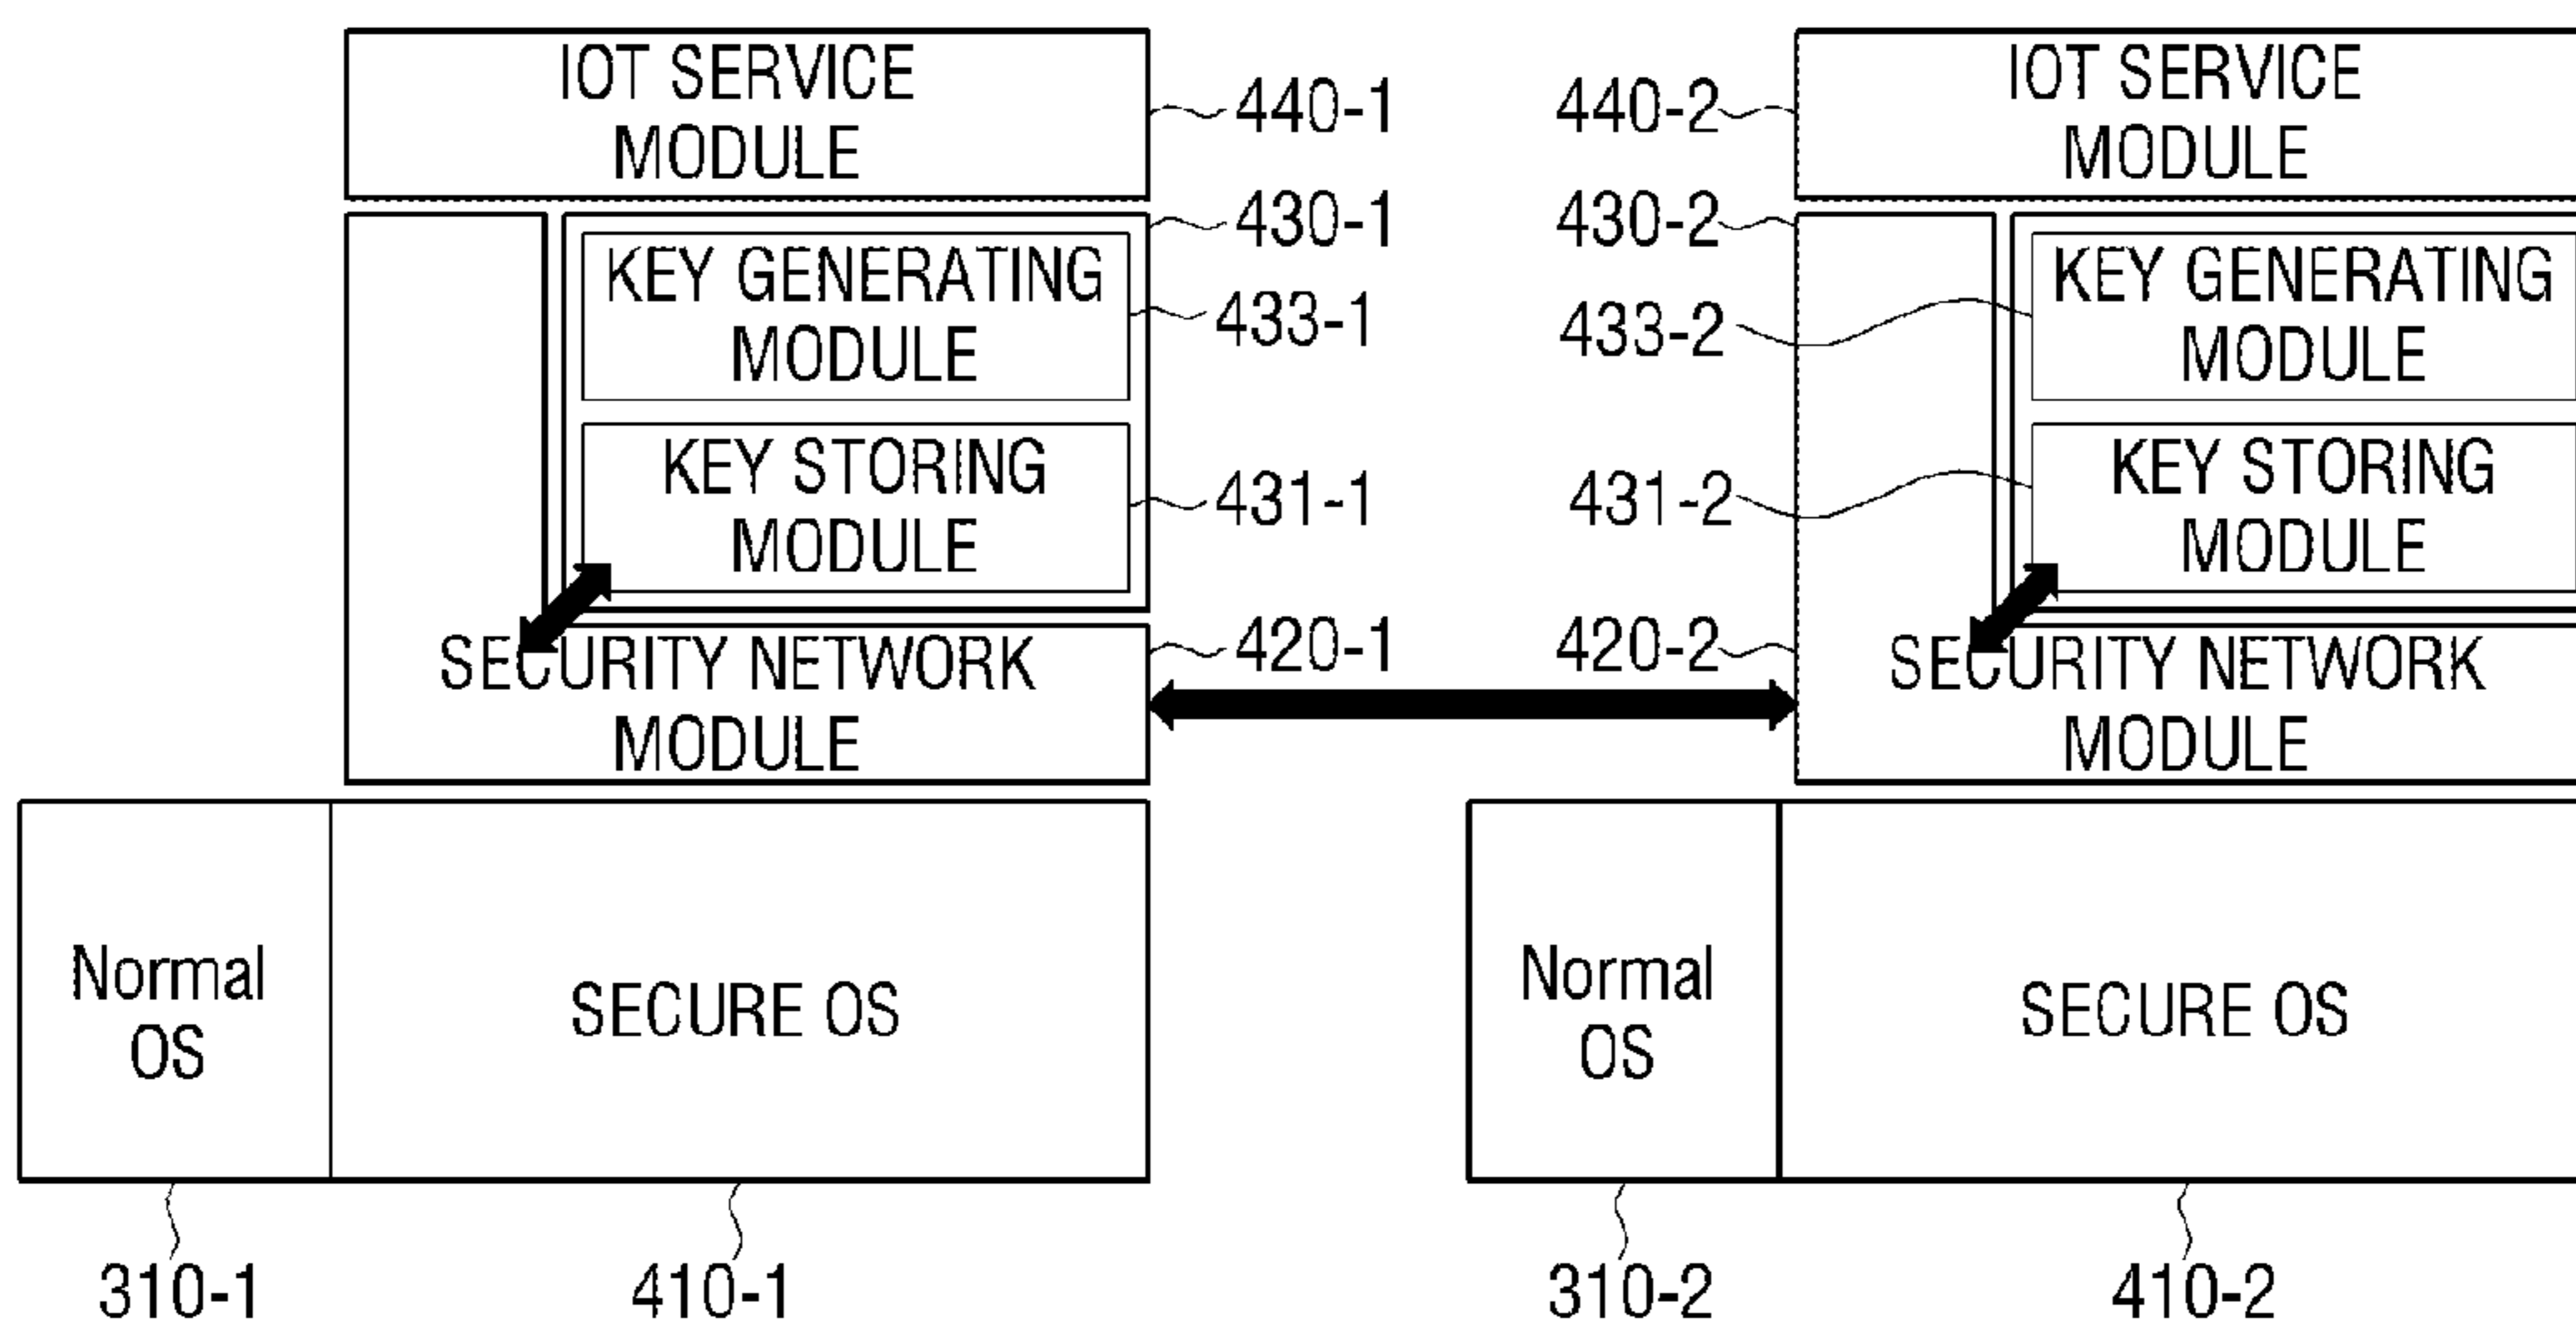 IOT SERVICE
MODULE
440-1
430-1
KEY GENERATING
MODULE
433-1
KEY STORING
MODULE
431-1
420-1
SECURITY NETWORK
MODULE
Normal
OS
SECURE OS
310-1
410-1
IOT SERVICE
MODULE
440-2
430-2
KEY GENERATING
MODULE
433-2
KEY STORING
MODULE
431-2
420-2
SECURITY NETWORK
MODULE
Normal
OS
SECURE OS
310-2
410-2